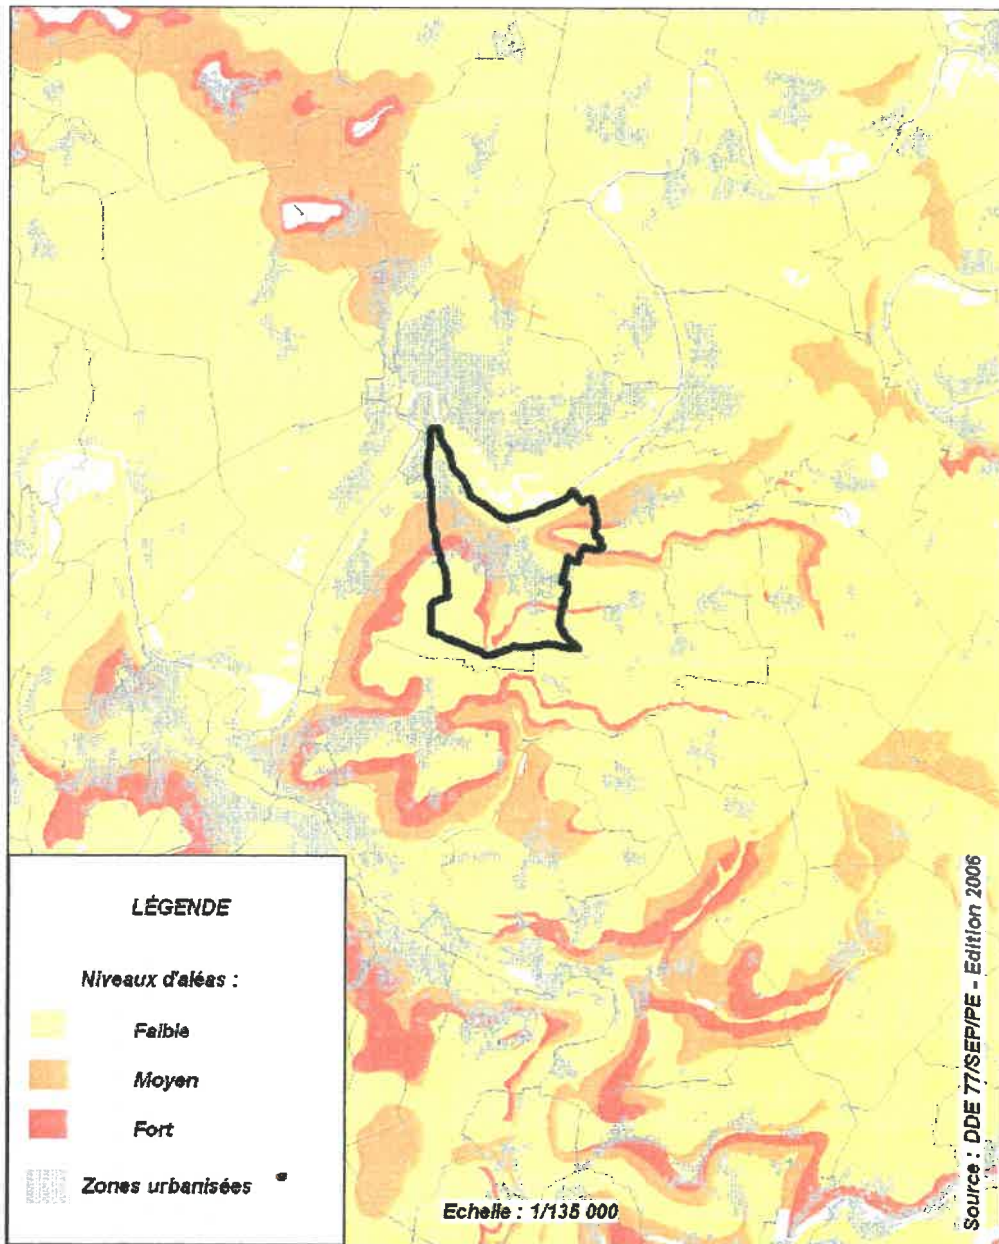 LÉGENDE
Niveaux d'aléas :
Faible
Moyen
Fort
Zones urbanisées
Echelle : 1/135 000
Source : DDE 77/SEP/PE - Edition 2006